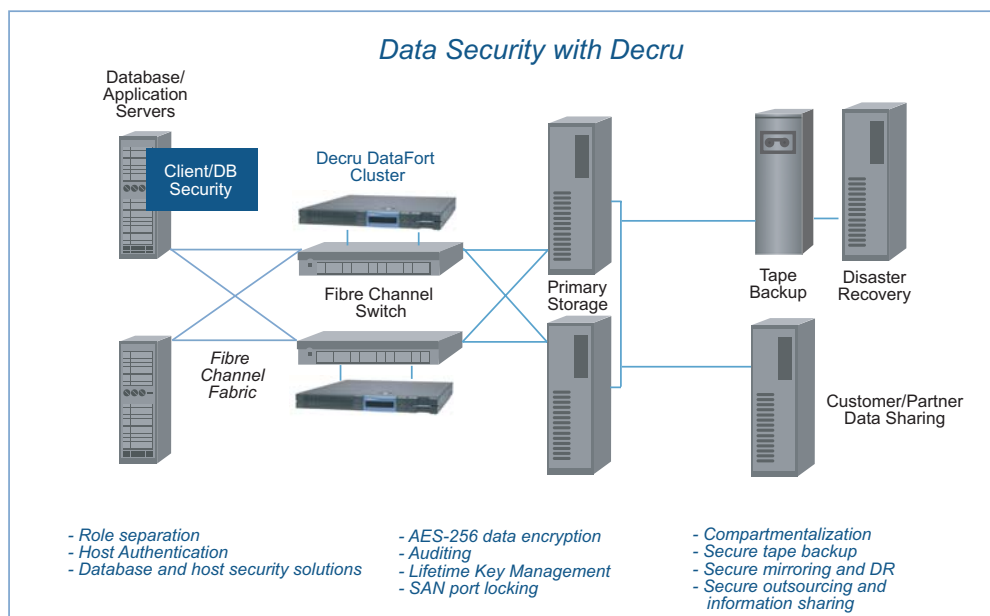 Data Security with Decru
Database/
Application
Servers
Client/DB
Security
Decru DataFort
Cluster
Fibre Channel
Switch
Fibre
Channel
Fabric
Primary
Storage
Tape
Backup
Disaster
Recovery
Customer/Partner
Data Sharing
- Role separation
- Host Authentication
- Database and host security solutions
- AES-256 data encryption
- Auditing
- Lifetime Key Management
- SAN port locking
- Compartmentalization
- Secure tape backup
- Secure mirroring and DR
- Secure outsourcing and
information sharing